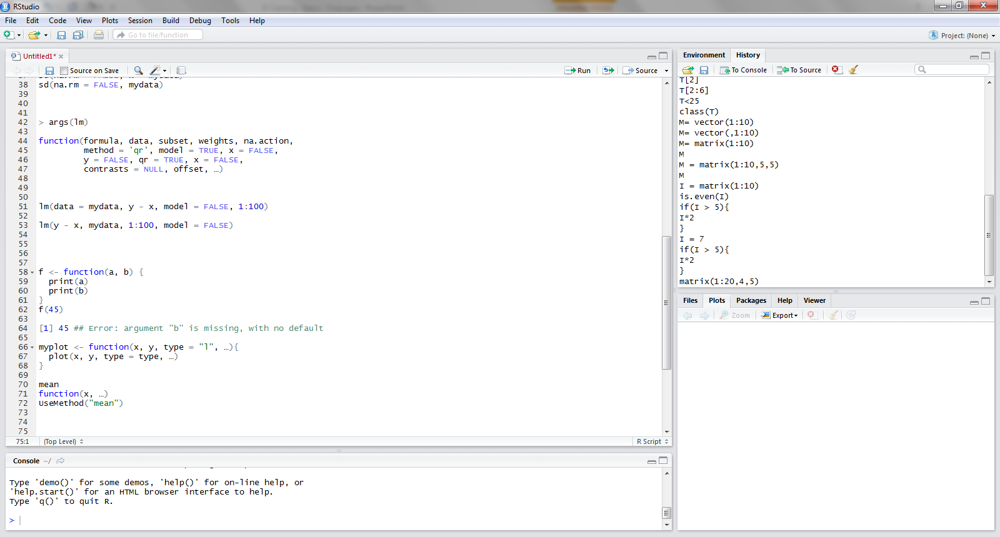 RStudio
File Edit Code View Plots Session Build Debug Tools Help
Go to file/function
Project: (None)
Untitled1*
Source on Save
Run
Source
38 sd(na.rm = FALSE, mydata)
39
40
41
42 > args(lm)
43
44 function(formula, data, subset, weights, na.action,
45 method = 'qr', model = TRUE, x = FALSE,
46 y = FALSE, qr = TRUE, x = FALSE,
47 contrasts = NULL, offset, …)
48
49
50
51 lm(data = mydata, y - x, model = FALSE, 1:100)
52
53 lm(y - x, mydata, 1:100, model = FALSE)
54
55
56
57
58 f <- function(a, b) {
59 print(a)
60 print(b)
61 }
62 f(45)
63
64 [1] 45 ## Error: argument "b" is missing, with no default
65
66 myplot <- function(x, y, type = "l", …){
67 plot(x, y, type = type, …)
68 }
69
70 mean
71 function(x, …)
72 UseMethod("mean")
73
74
75
75:1 (Top Level) R Script
Console ~/
Type 'demo()' for some demos, 'help()' for on-line help, or
'help.start()' for an HTML browser interface to help.
Type 'q()' to quit R.
>
Environment History
To Console To Source
T[2]
T[2:6]
T<25
class(T)
M= vector(1:10)
M= vector(,1:10)
M= matrix(1:10)
M
M = matrix(1:10,5,5)
M
I = matrix(1:10)
is.even(I)
if(I > 5){
I*2
}
I = 7
if(I > 5){
I*2
}
matrix(1:20,4,5)
Files Plots Packages Help Viewer
Zoom Export